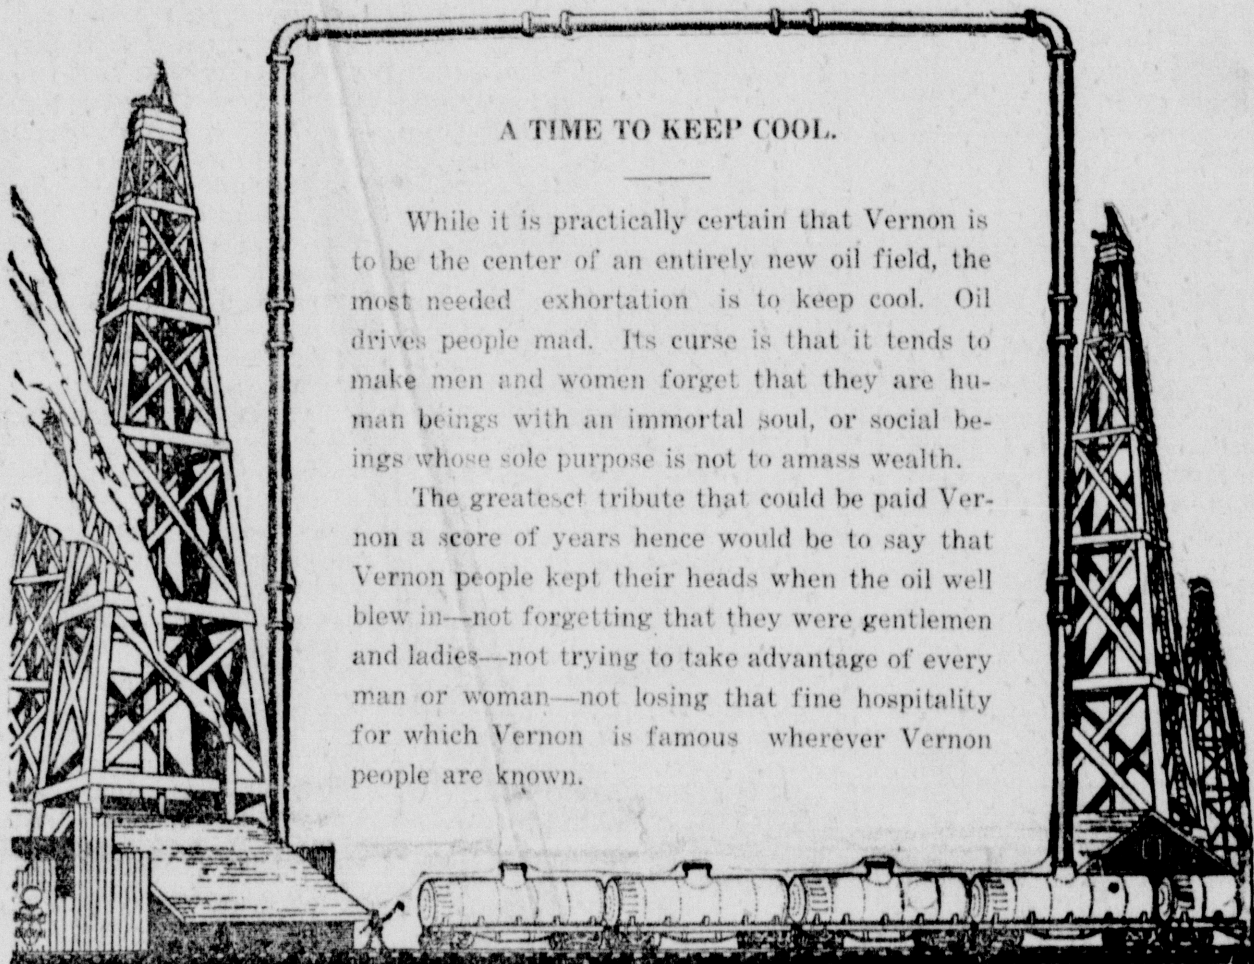 A TIME TO KEEP COOL.
While it is practically certain that Vernon is
to be the center of an entirely new oil field, the
most needed exhortation is to keep cool. Oil
drives people mad. Its curse is that it tends to
make men and women forget that they are hu-
man beings with an immortal soul, or social be-
ings whose sole purpose is not to amass wealth.
The greatesct tribute that could be paid Ver-
non a score of years hence would be to say that
Vernon people kept their heads when the oil well
blew in—not forgetting that they were gentlemen
and ladies—not trying to take advantage of every
man or woman—not losing that fine hospitality
for which Vernon is famous wherever Vernon
people are known.